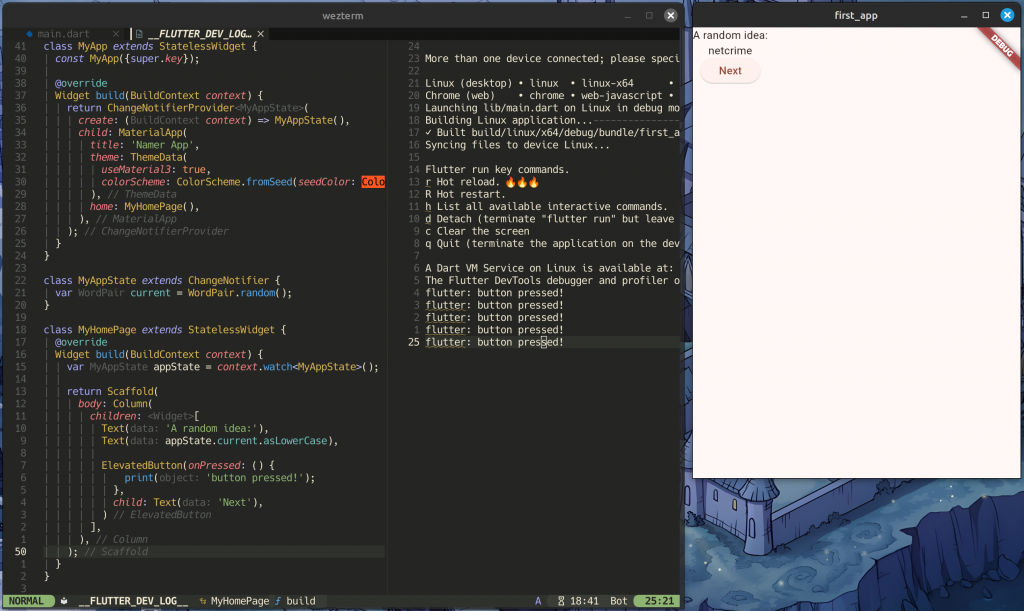 wezterm
main.dart
__FLUTTER_DEV_LOG…
41 class MyApp extends StatelessWidget {
40 const MyApp({super.key});
39
38 @override
37 Widget build(BuildContext context) {
36 return ChangeNotifierProvider<MyAppState>(
35 create: (BuildContext context) => MyAppState(),
34 child: MaterialApp(
33 title: 'Namer App',
32 theme: ThemeData(
31 useMaterial3: true,
30 colorScheme: ColorScheme.fromSeed(seedColor: Colo
29 ), // ThemeData
28 home: MyHomePage(),
27 ), // MaterialApp
26 ); // ChangeNotifierProvider
25 }
24 }
23
22 class MyAppState extends ChangeNotifier {
21 var WordPair current = WordPair.random();
20 }
19
18 class MyHomePage extends StatelessWidget {
17 @override
16 Widget build(BuildContext context) {
15 var MyAppState appState = context.watch<MyAppState>();
14
13 return Scaffold(
12 body: Column(
11 children: <Widget>[
10 Text(data: 'A random idea:'),
9 Text(data: appState.current.asLowerCase),
8
7 ElevatedButton(onPressed: () {
6 print(object: 'button pressed!');
5 },
4 child: Text(data: 'Next'),
3 ) // ElevatedButton
2 ],
1 ), // Column
50 ); // Scaffold
1 }
2 }
3
24
23 More than one device connected; please speci
22
21 Linux (desktop) • linux • linux-x64
20 Chrome (web) • chrome • web-javascript •
19 Launching lib/main.dart on Linux in debug mo
18 Building Linux application...
17 ✓ Built build/linux/x64/debug/bundle/first_a
16 Syncing files to device Linux...
15
14 Flutter run key commands.
13 r Hot reload. 🔥🔥🔥
12 R Hot restart.
11 h List all available interactive commands.
10 d Detach (terminate "flutter run" but leave
9 c Clear the screen
8 q Quit (terminate the application on the dev
7
6 A Dart VM Service on Linux is available at:
5 The Flutter DevTools debugger and profiler o
4 flutter: button pressed!
3 flutter: button pressed!
2 flutter: button pressed!
1 flutter: button pressed!
25 flutter: button pressed!
NORMAL __FLUTTER_DEV_LOG__ MyHomePage build A 18:41 Bot 25:21
first_app
DEBUG
A random idea:
netcrime
Next